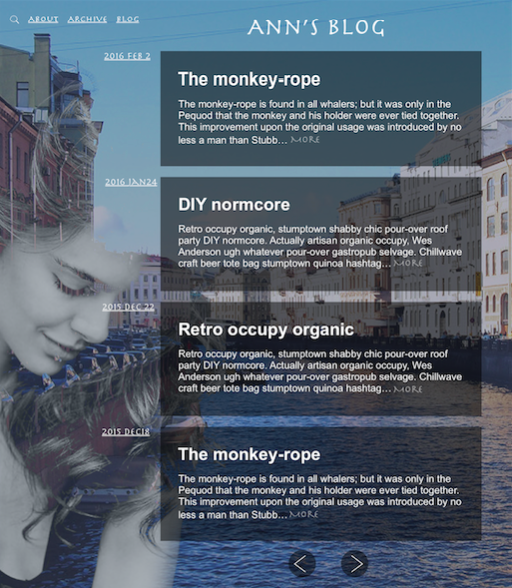 ABOUT ARCHIVE BLOG
ANN'S BLOG
2016 FEB 2
The monkey-rope
The monkey-rope is found in all whalers; but it was only in the
Pequod that the monkey and his holder were ever tied together.
This improvement upon the original usage was introduced by no
less a man than Stubb... MORE
2016 JAN24
DIY normcore
Retro occupy organic, stumptown shabby chic pour-over roof
party DIY normcore. Actually artisan organic occupy, Wes
Anderson ugh whatever pour-over gastropub selvage. Chillwave
craft beer tote bag stumptown quinoa hashtag... MORE
2015 DEC 22
Retro occupy organic
Retro occupy organic, stumptown shabby chic pour-over roof
party DIY normcore. Actually artisan organic occupy, Wes
Anderson ugh whatever pour-over gastropub selvage. Chillwave
craft beer tote bag stumptown quinoa hashtag... MORE
2015 DEC18
The monkey-rope
The monkey-rope is found in all whalers; but it was only in the
Pequod that the monkey and his holder were ever tied together.
This improvement upon the original usage was introduced by no
less a man than Stubb... MORE